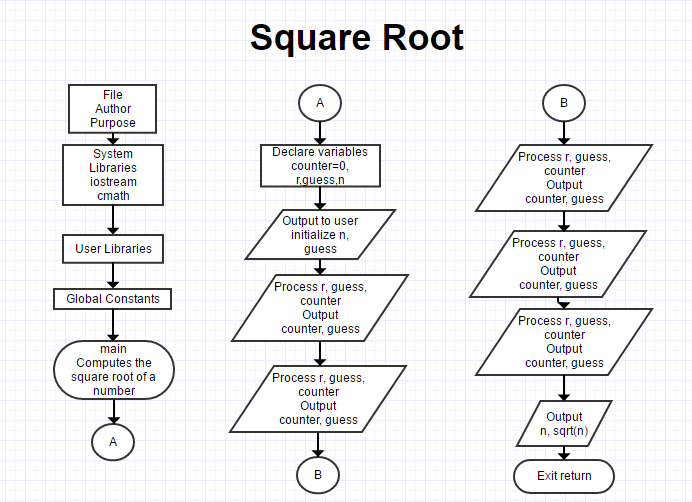 Square Root
File
Author
Purpose
System
Libraries
iostream
cmath
User Libraries
Global Constants
main
Computes the
square root of a
number
A
A
Declare variables
counter=0,
r,guess,n
Output to user
initialize n,
guess
Process r, guess,
counter
Output
counter, guess
Process r, guess,
counter
Output
counter, guess
B
B
Process r, guess,
counter
Output
counter, guess
Process r, guess,
counter
Output
counter, guess
Process r, guess,
counter
Output
counter, guess
Output
n, sqrt(n)
Exit return